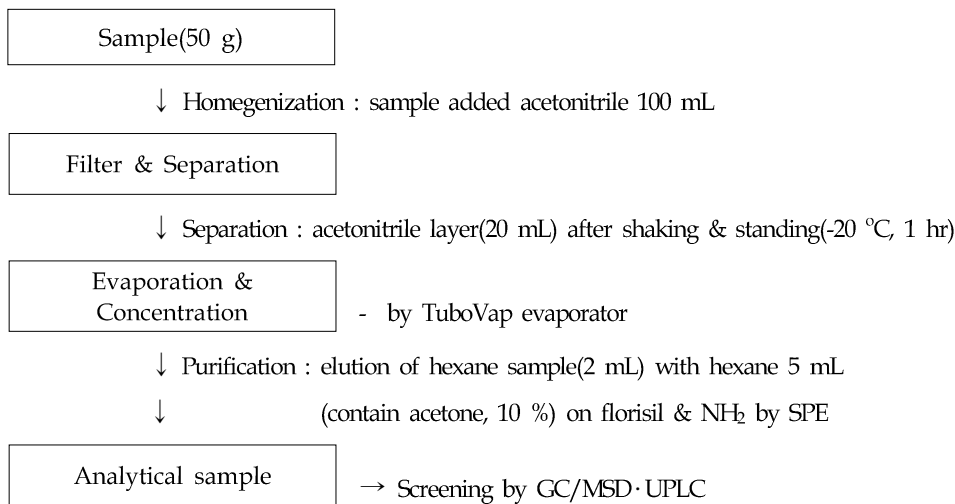 Sample(50 g)
↓ Homegenization : sample added acetonitrile 100 mL
Filter & Separation
↓ Separation : acetonitrile layer(20 mL) after shaking & standing(-20 ℃, 1 hr)
Evaporation &
Concentration
- by TuboVap evaporator
↓ Purification : elution of hexane sample(2 mL) with hexane 5 mL
↓ (contain acetone, 10 %) on florisil & NH₂ by SPE
Analytical sample
→ Screening by GC/MSD·UPLC